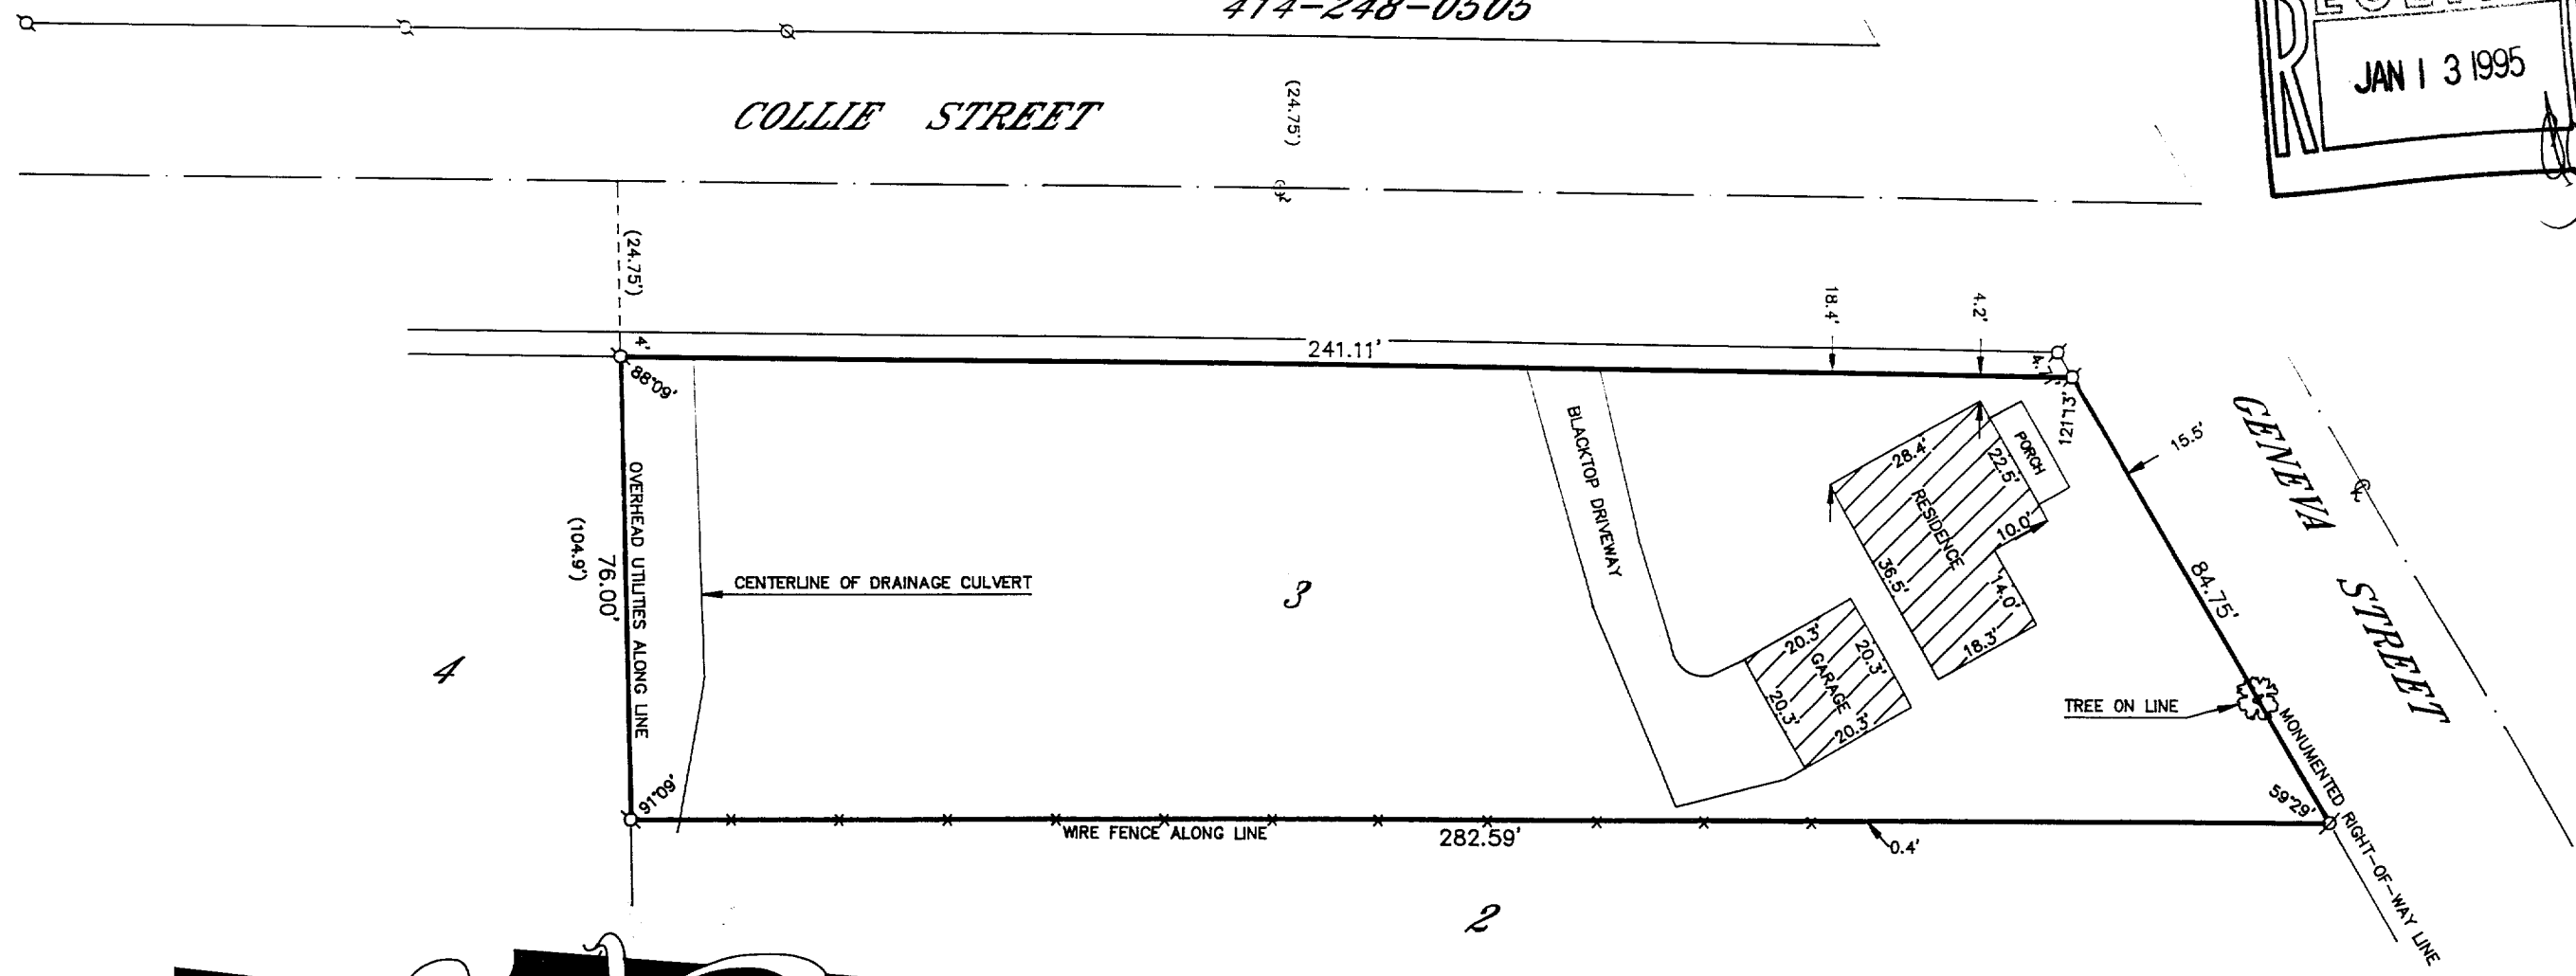 414-248-0505
JAN 13 1995
COLLIE STREET
(24.75')
(24.75')
18.4'
4.2'
4'
241.11'
88°09'
121°13'
15.5'
GENEVA STREET
BLACKTOP DRIVEWAY
28.4'
PORCH
22.5'
RESIDENCE
10.0'
36.5'
14.0'
18.3'
OVERHEAD UTILITIES ALONG LINE
76.00'
(104.9')
CENTERLINE OF DRAINAGE CULVERT
3
4
20.3'
20.3'
GARAGE
20.3'
20.3'
84.75'
TREE ON LINE
MONUMENTED RIGHT-OF-WAY LINE
91°09'
59°29'
WIRE FENCE ALONG LINE
282.59'
0.4'
2